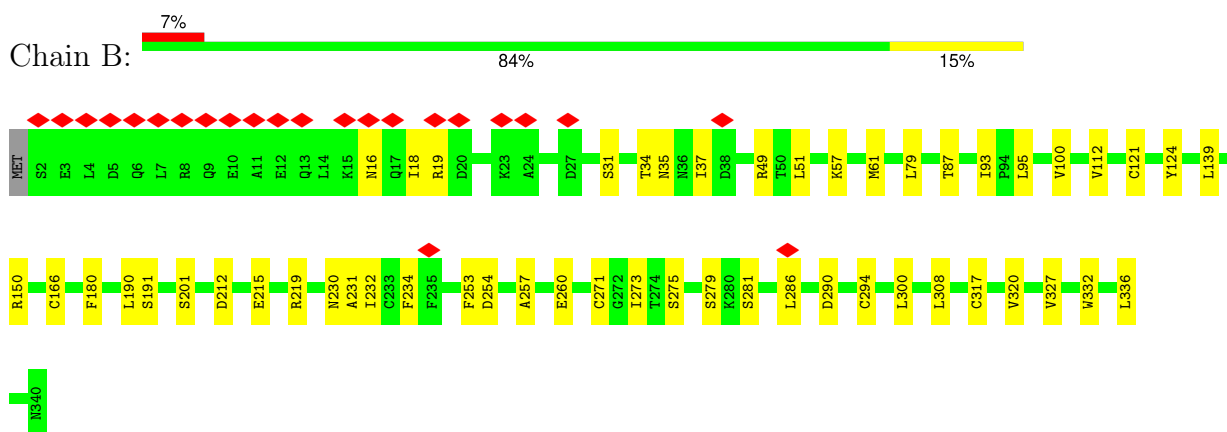 7%
Chain B:
84% 15%
MET S2 E3 L4 D5 Q6 L7 R8 Q9 E10 A11 E12 Q13 L14 K15 N16 Q17 I18 R19 D20 K23 A24 D27 S31 T34 N35 N36 I37 D38 R49 T50 L51 K57 M61 L79 T87 I93 P94 L95 V100 V112 C121 Y124 L139
R150 C166 F180 L190 S191 S201 D212 E215 R219 N230 A231 I232 C233 F234 F235 F253 D254 A257 E260 C271 G272 I273 T274 S275 S279 K280 S281 L286 D290 C294 L300 L308 C317 V320 V327 W332 L336
N340